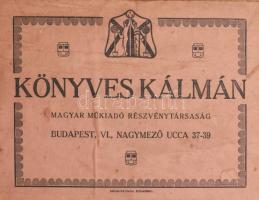 KÖNYVES KÁLMÁN
MAGYAR MŰKIADÓ RÉSZVÉNYTÁRSASÁG
BUDAPEST, VI., NAGYMEZŐ UCCA 37-39